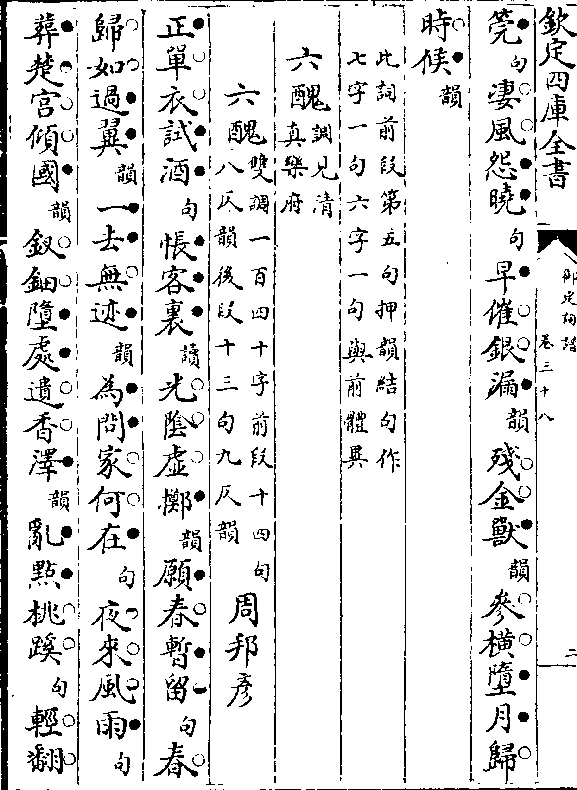 欽定四庫全書
御定詞譜
卷三十八
二
筦句淒風怨曉句早催銀漏韻殘金獸韻參橫墮月歸
時候韻
此詞前段第五句押韻結句作
七字一句六字一句與前體異
六醜調見清
真樂府
六醜雙調一百四十字前段十四句
八仄韻後段十三句九仄韻
周邦彥
正單衣試酒句悵客裏讀光陰虛擲韻願春暫留句春
歸如過翼韻一去無迹韻為問家何在句夜來風雨句
葬楚宮傾國韻釵鈿墮處遺香澤韻亂點桃蹊句輕翻